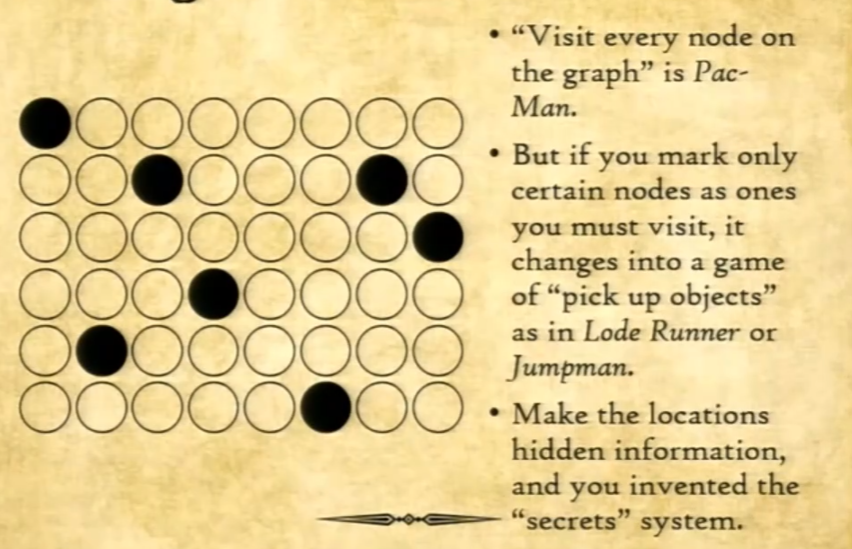 • “Visit every node on
the graph” is Pac-
Man.
• But if you mark only
certain nodes as ones
you must visit, it
changes into a game
of “pick up objects”
as in Lode Runner or
Jumpman.
• Make the locations
hidden information,
and you invented the
“secrets” system.